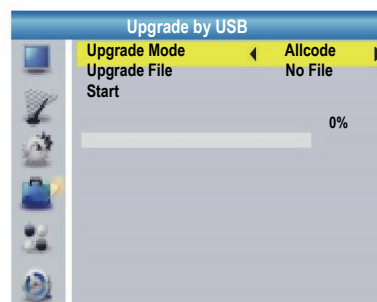 Upgrade by USB
Upgrade Mode Allcode
Upgrade File No File
Start
0%